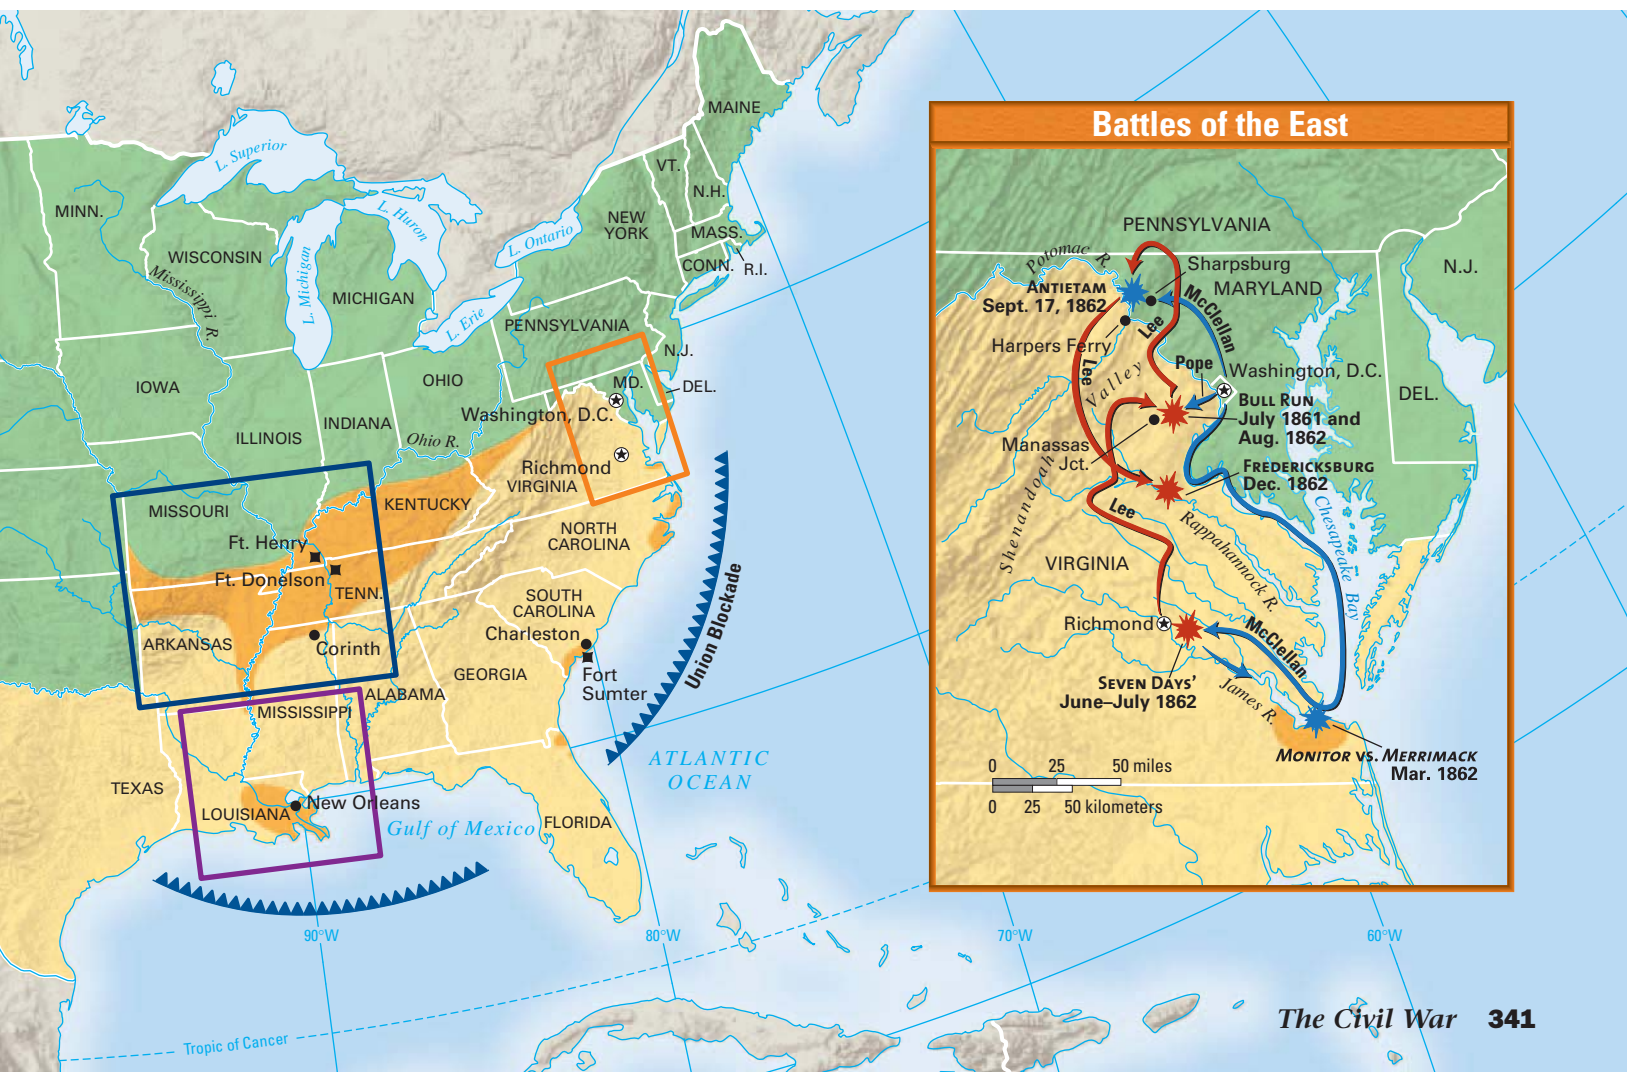 MAINE
VT.
N.H.
NEW
YORK
MASS.
CONN.
R.I.
L. Superior
L. Huron
L. Ontario
L. Michigan
L. Erie
MINN.
WISCONSIN
Mississippi R.
MICHIGAN
PENNSYLVANIA
N.J.
IOWA
OHIO
MD.
DEL.
Washington, D.C.
INDIANA
ILLINOIS
Ohio R.
Richmond
VIRGINIA
KENTUCKY
MISSOURI
NORTH
CAROLINA
Ft. Henry
Ft. Donelson
TENN.
SOUTH
CAROLINA
Charleston
ARKANSAS
Corinth
Union Blockade
GEORGIA
Fort
Sumter
ALABAMA
MISSISSIPPI
ATLANTIC
OCEAN
TEXAS
New Orleans
LOUISIANA
Gulf of Mexico
FLORIDA
90°W
80°W
70°W
60°W
Tropic of Cancer
Battles of the East
PENNSYLVANIA
Potomac R.
Sharpsburg
N.J.
ANTIETAM
Sept. 17, 1862
MARYLAND
McClellan
Lee
Harpers Ferry
Lee
Pope
Washington, D.C.
Shenandoah Valley
DEL.
BULL RUN
July 1861 and
Aug. 1862
Manassas
Jct.
FREDERICKSBURG
Dec. 1862
Lee
Rappahannock R.
Chesapeake Bay
VIRGINIA
Richmond
McClellan
SEVEN DAYS'
June–July 1862
James R.
MONITOR VS. MERRIMACK
Mar. 1862
0 25 50 miles
0 25 50 kilometers
The Civil War 341